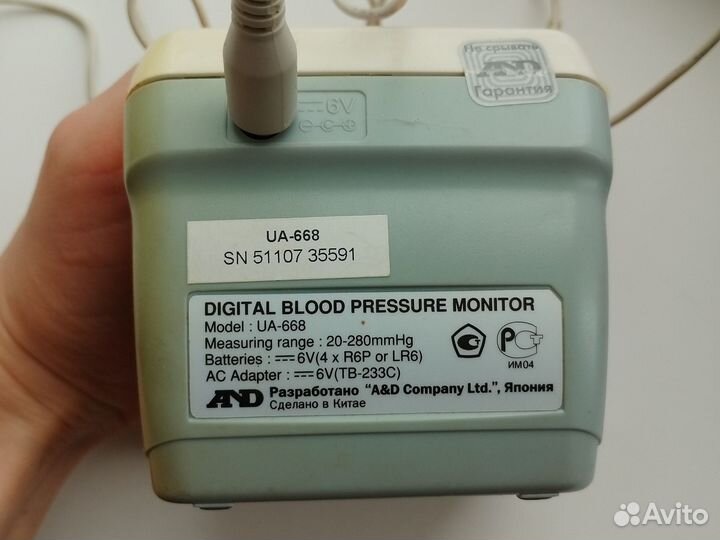 Не срывать
AND
Гарантия
6V
UA-668
SN 51107 35591
DIGITAL BLOOD PRESSURE MONITOR
Model : UA-668
Measuring range : 20-280mmHg
Batteries : ⎓ 6V(4 x R6P or LR6)
AC Adapter : ⎓ 6V(TB-233C)
ИМ04
AND Разработано "A&D Company Ltd.", Япония
Сделано в Китае
Avito